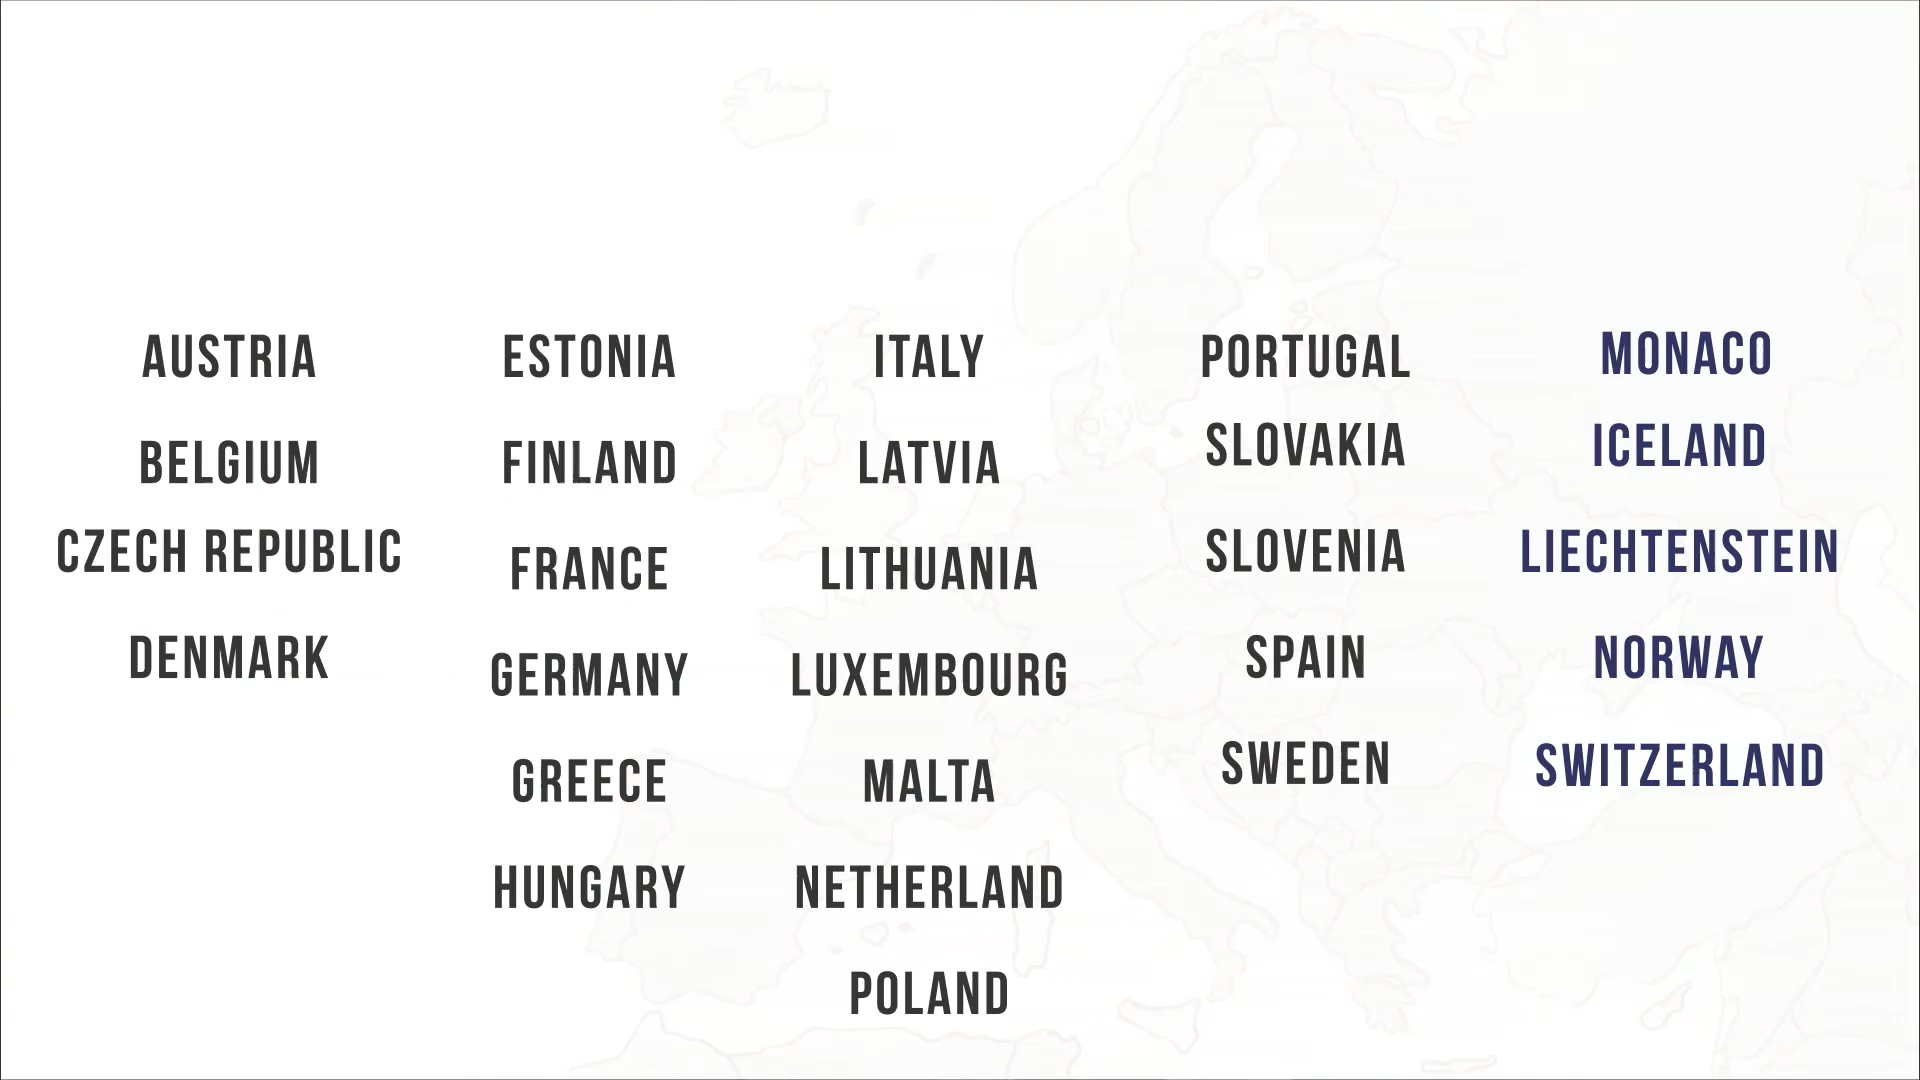 AUSTRIA
BELGIUM
CZECH REPUBLIC
DENMARK
ESTONIA
FINLAND
FRANCE
GERMANY
GREECE
HUNGARY
ITALY
LATVIA
LITHUANIA
LUXEMBOURG
MALTA
NETHERLAND
POLAND
PORTUGAL
SLOVAKIA
SLOVENIA
SPAIN
SWEDEN
MONACO
ICELAND
LIECHTENSTEIN
NORWAY
SWITZERLAND